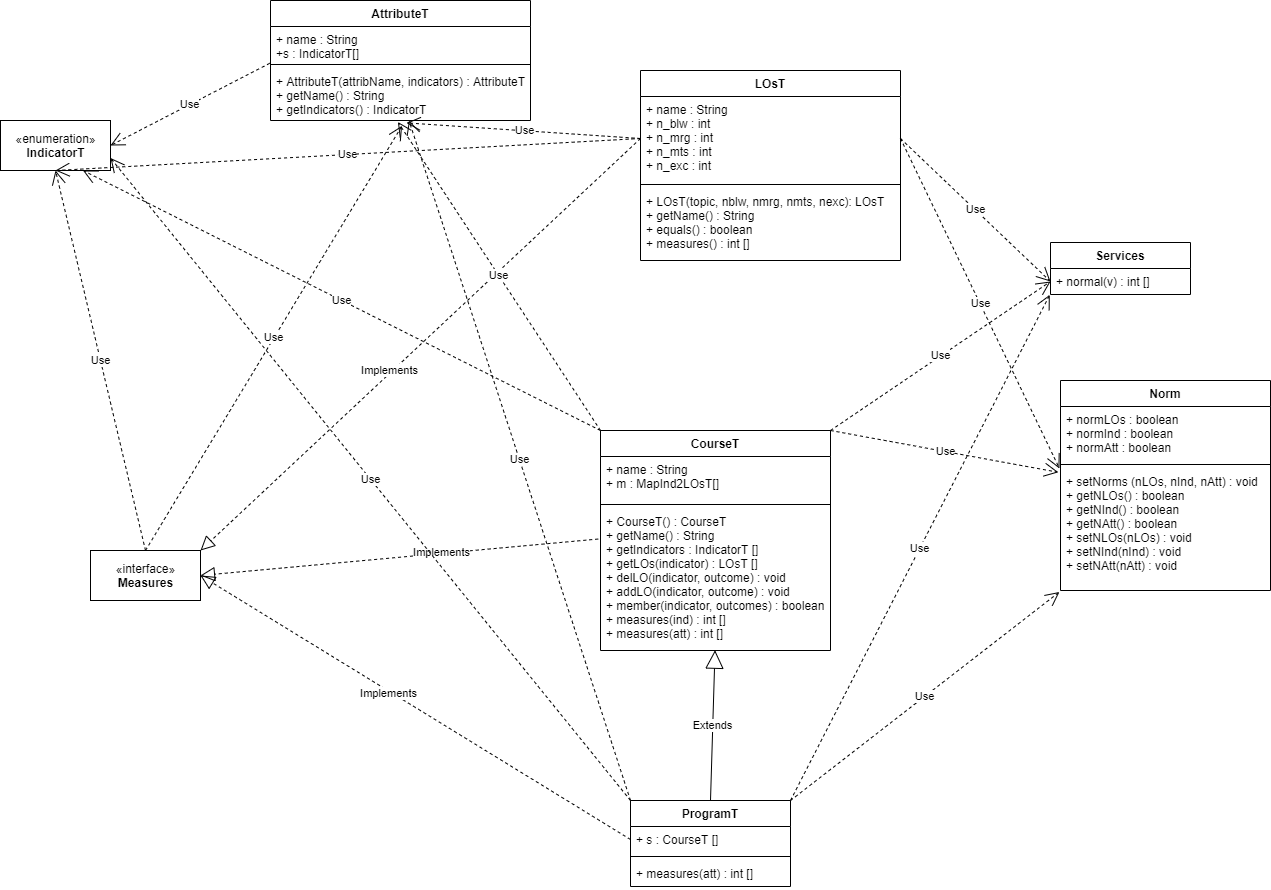 AttributeT
+ name : String
+s : IndicatorT[]
+ AttributeT(attribName, indicators) : AttributeT
+ getName() : String
+ getIndicators() : IndicatorT
LOsT
+ name : String
+ n_blw : int
+ n_mrg : int
+ n_mts : int
+ n_exc : int
+ LOsT(topic, nblw, nmrg, nmts, nexc): LOsT
+ getName() : String
+ equals() : boolean
+ measures() : int []
«enumeration»
IndicatorT
Use
Use
Use
Use
Services
+ normal(v) : int []
Use
Use
Use
Use
Use
Implements
Use
Norm
+ normLOs : boolean
+ normInd : boolean
+ normAtt : boolean
+ setNorms (nLOs, nInd, nAtt) : void
+ getNLOs() : boolean
+ getNInd() : boolean
+ getNAtt() : boolean
+ setNLOs(nLOs) : void
+ setNInd(nInd) : void
+ setNAtt(nAtt) : void
CourseT
+ name : String
+ m : MapInd2LOsT[]
+ CourseT() : CourseT
+ getName() : String
+ getIndicators : IndicatorT []
+ getLOs(indicator) : LOsT []
+ delLO(indicator, outcome) : void
+ addLO(indicator, outcome) : void
+ member(indicator, outcomes) : boolean
+ measures(ind) : int []
+ measures(att) : int []
Use
Use
Use
Use
Implements
«interface»
Measures
Implements
Use
Extends
ProgramT
+ s : CourseT []
+ measures(att) : int []